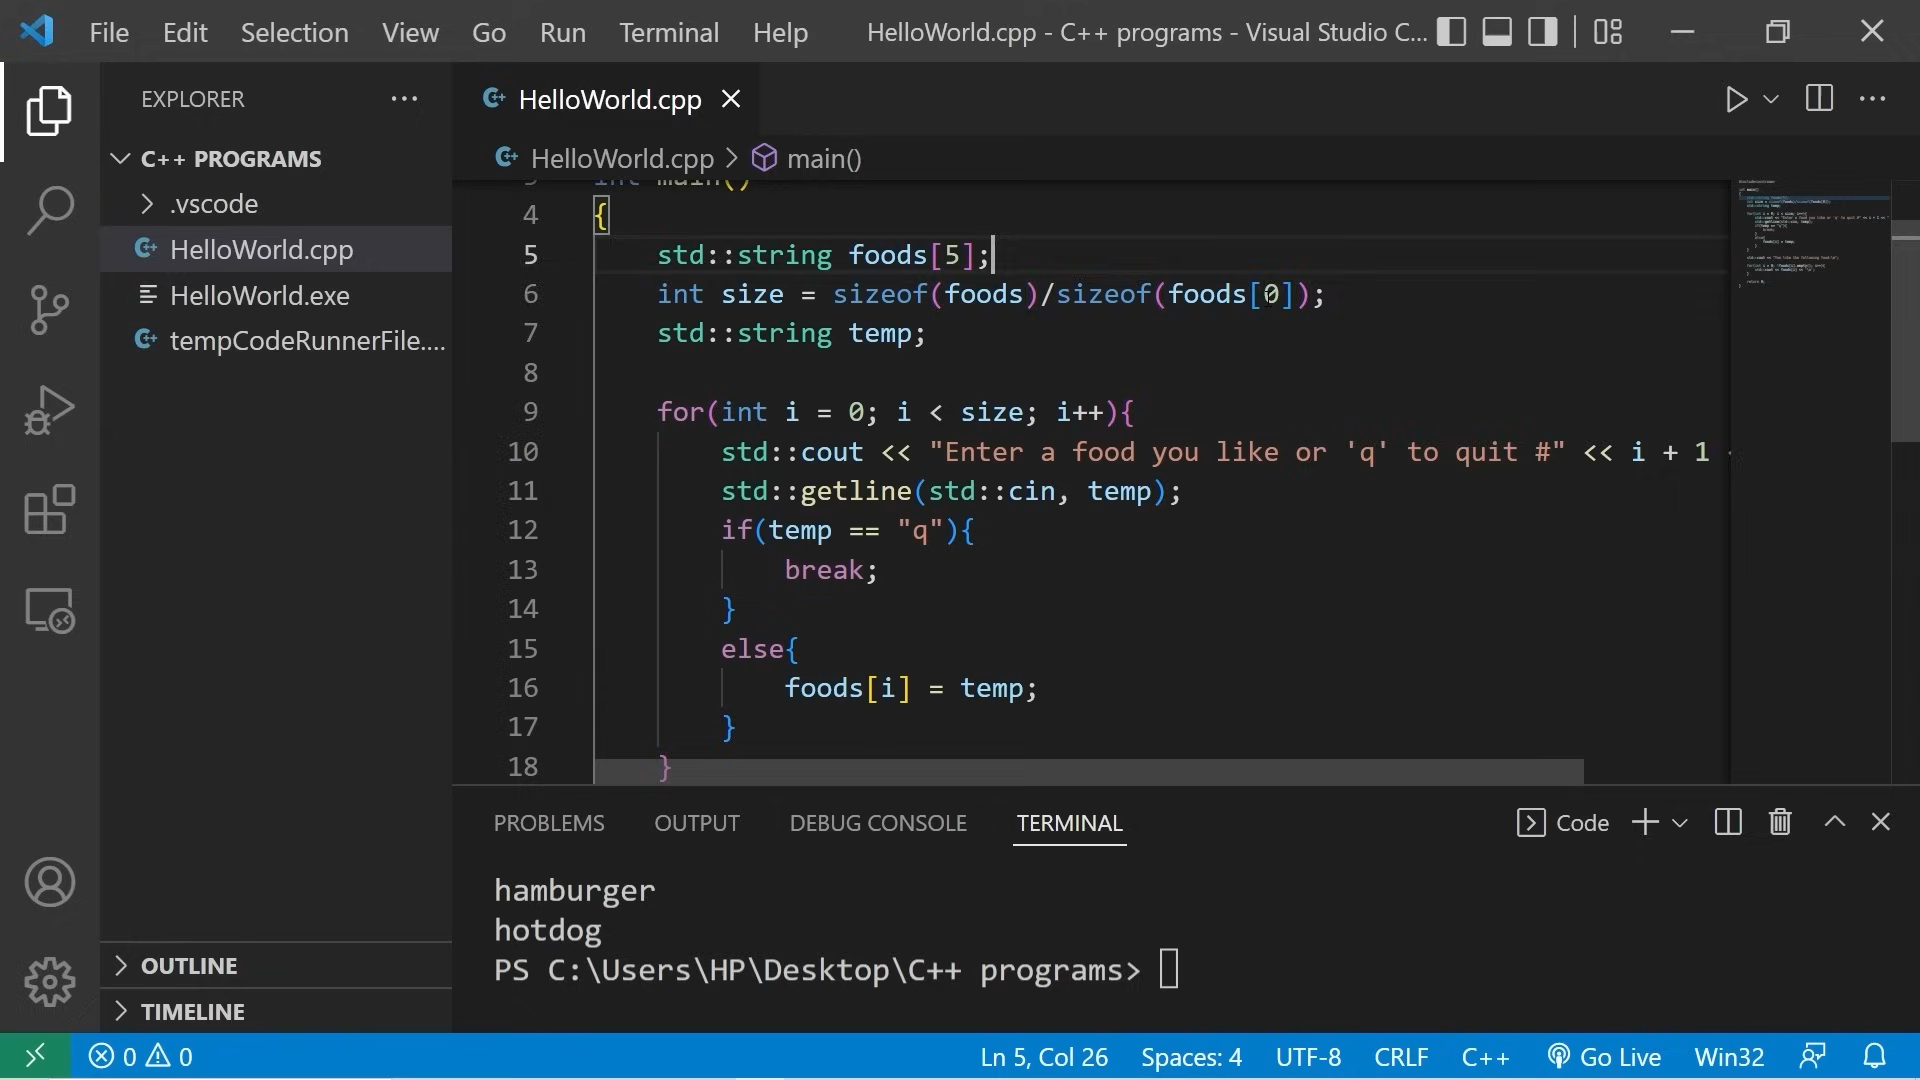 File Edit Selection View Go Run Terminal Help HelloWorld.cpp - C++ programs - Visual Studio C...
EXPLORER
C++ PROGRAMS
.vscode
HelloWorld.cpp
HelloWorld.exe
tempCodeRunnerFile....
OUTLINE
TIMELINE
HelloWorld.cpp
HelloWorld.cpp > main()
3 int main()
4 {
5 std::string foods[5];
6 int size = sizeof(foods)/sizeof(foods[0]);
7 std::string temp;
8
9 for(int i = 0; i < size; i++){
10 std::cout << "Enter a food you like or 'q' to quit #" << i + 1
11 std::getline(std::cin, temp);
12 if(temp == "q"){
13 break;
14 }
15 else{
16 foods[i] = temp;
17 }
18 }
PROBLEMS OUTPUT DEBUG CONSOLE TERMINAL Code
hamburger
hotdog
PS C:\Users\HP\Desktop\C++ programs>
0 0 Ln 5, Col 26 Spaces: 4 UTF-8 CRLF C++ Go Live Win32